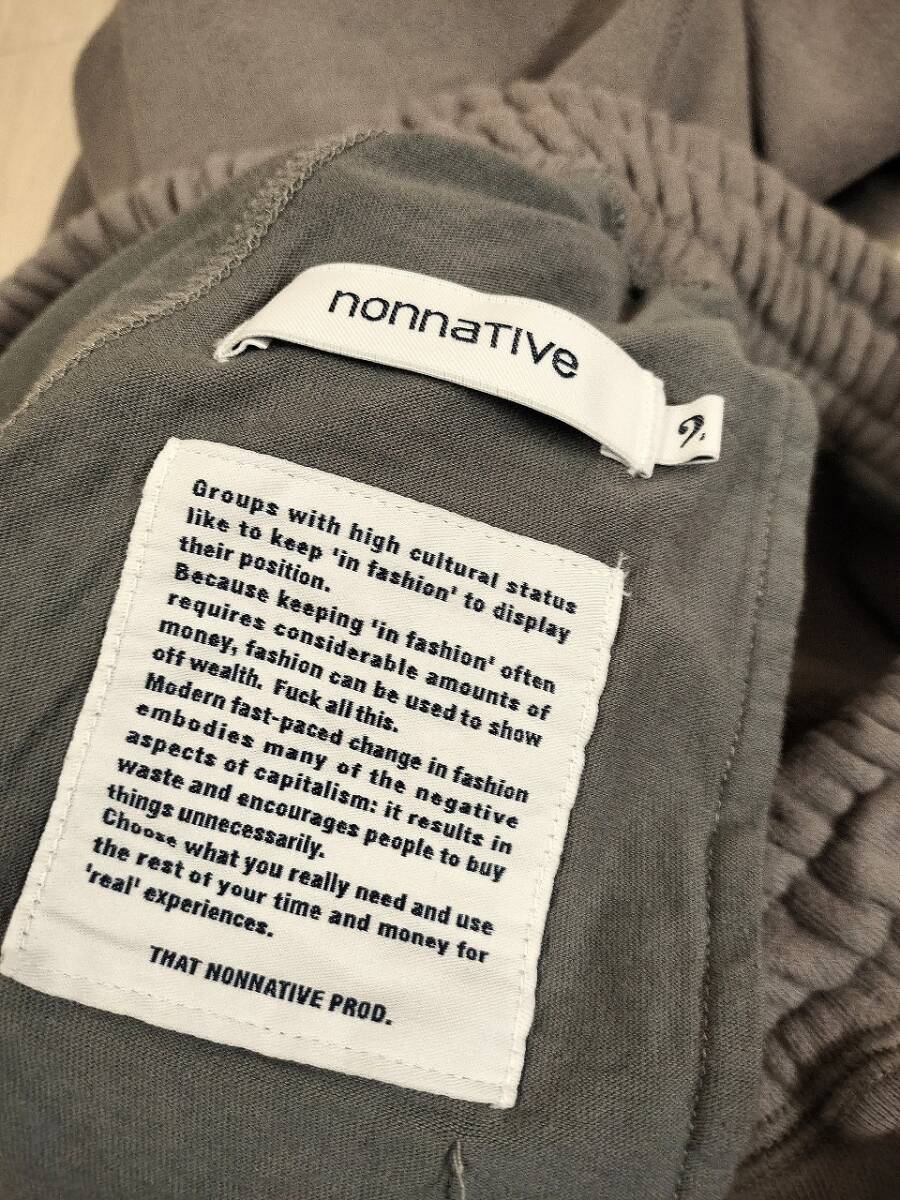 nonnaTIve
Groups with high cultural status
like to keep 'in fashion' to display
their position.
Because keeping 'in fashion' often
requires considerable amounts of
money, fashion can be used to show
off wealth. Fuck all this.
Modern fast-paced change in fashion
embodies many of the negative
aspects of capitalism: it results in
waste and encourages people to buy
things unnecessarily.
Choose what you really need and use
the rest of your time and money for
'real' experiences.
THAT NONNATIVE PROD.